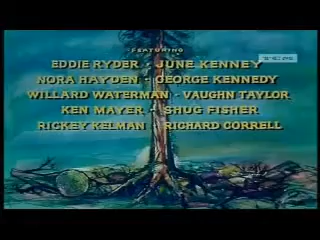 FEATURING
TCM
EDDIE RYDER · JUNE KENNEY
NORA HAYDEN · GEORGE KENNEDY
WILLARD WATERMAN · VAUGHN TAYLOR
KEN MAYER · SHUG FISHER
RICKEY KELMAN · RICHARD CORRELL